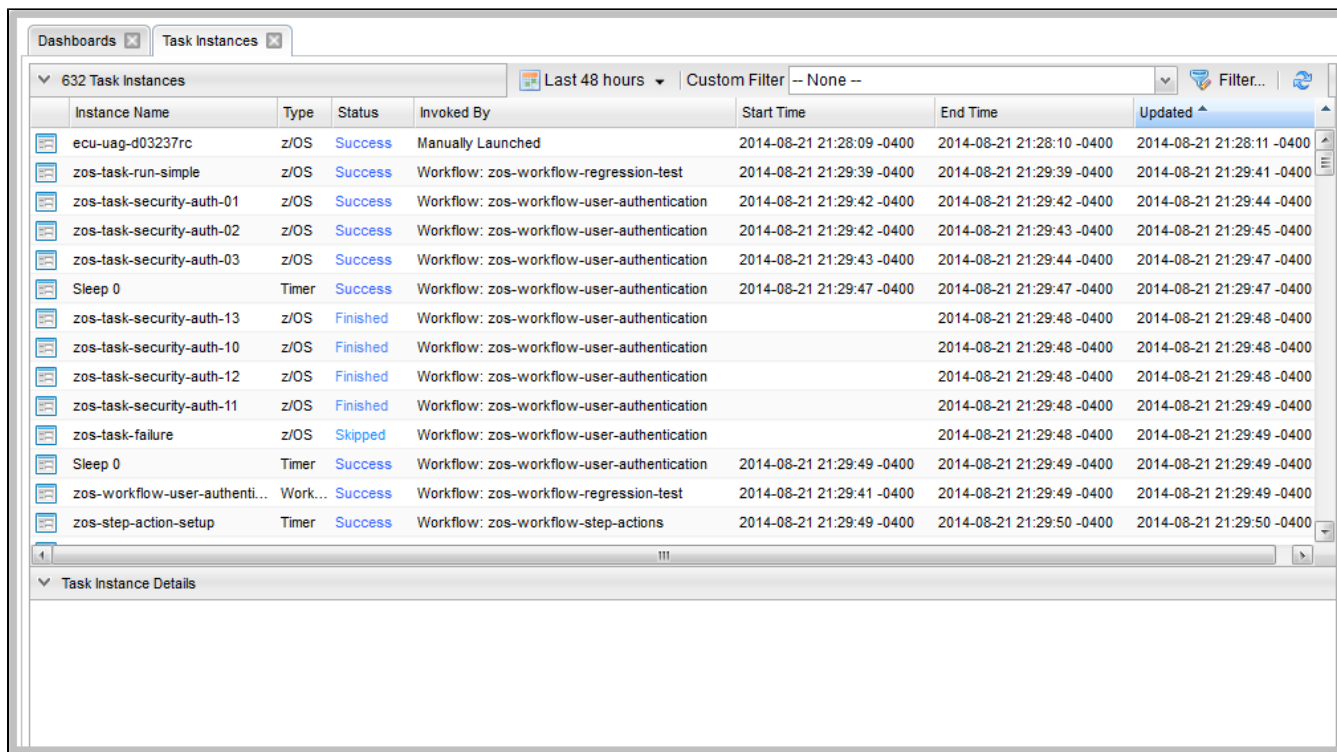 Dashboards Task Instances
632 Task Instances Last 48 hours Custom Filter -- None -- Filter...
Instance Name Type Status Invoked By Start Time End Time Updated
ecu-uag-d03237rc z/OS Success Manually Launched 2014-08-21 21:28:09 -0400 2014-08-21 21:28:10 -0400 2014-08-21 21:28:11 -0400
zos-task-run-simple z/OS Success Workflow: zos-workflow-regression-test 2014-08-21 21:29:39 -0400 2014-08-21 21:29:39 -0400 2014-08-21 21:29:41 -0400
zos-task-security-auth-01 z/OS Success Workflow: zos-workflow-user-authentication 2014-08-21 21:29:42 -0400 2014-08-21 21:29:42 -0400 2014-08-21 21:29:44 -0400
zos-task-security-auth-02 z/OS Success Workflow: zos-workflow-user-authentication 2014-08-21 21:29:42 -0400 2014-08-21 21:29:43 -0400 2014-08-21 21:29:45 -0400
zos-task-security-auth-03 z/OS Success Workflow: zos-workflow-user-authentication 2014-08-21 21:29:43 -0400 2014-08-21 21:29:44 -0400 2014-08-21 21:29:47 -0400
Sleep 0 Timer Success Workflow: zos-workflow-user-authentication 2014-08-21 21:29:47 -0400 2014-08-21 21:29:47 -0400 2014-08-21 21:29:47 -0400
zos-task-security-auth-13 z/OS Finished Workflow: zos-workflow-user-authentication 2014-08-21 21:29:48 -0400 2014-08-21 21:29:48 -0400
zos-task-security-auth-10 z/OS Finished Workflow: zos-workflow-user-authentication 2014-08-21 21:29:48 -0400 2014-08-21 21:29:48 -0400
zos-task-security-auth-12 z/OS Finished Workflow: zos-workflow-user-authentication 2014-08-21 21:29:48 -0400 2014-08-21 21:29:48 -0400
zos-task-security-auth-11 z/OS Finished Workflow: zos-workflow-user-authentication 2014-08-21 21:29:48 -0400 2014-08-21 21:29:49 -0400
zos-task-failure z/OS Skipped Workflow: zos-workflow-user-authentication 2014-08-21 21:29:48 -0400 2014-08-21 21:29:49 -0400
Sleep 0 Timer Success Workflow: zos-workflow-user-authentication 2014-08-21 21:29:49 -0400 2014-08-21 21:29:49 -0400 2014-08-21 21:29:49 -0400
zos-workflow-user-authenti... Work... Success Workflow: zos-workflow-regression-test 2014-08-21 21:29:41 -0400 2014-08-21 21:29:49 -0400 2014-08-21 21:29:49 -0400
zos-step-action-setup Timer Success Workflow: zos-workflow-step-actions 2014-08-21 21:29:49 -0400 2014-08-21 21:29:50 -0400 2014-08-21 21:29:50 -0400
Task Instance Details